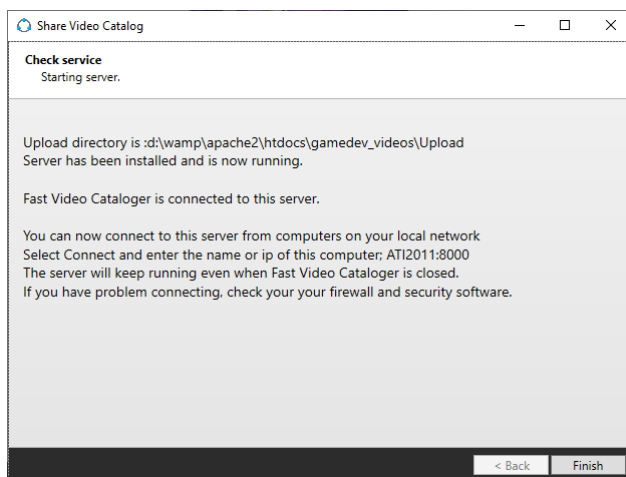 Share Video Catalog
Check service
Starting server.
Upload directory is :d:\wamp\apache2\htdocs\gamedev_videos\Upload
Server has been installed and is now running.
Fast Video Cataloger is connected to this server.
You can now connect to this server from computers on your local network
Select Connect and enter the name or ip of this computer; ATI2011:8000
The server will keep running even when Fast Video Cataloger is closed.
If you have problem connecting, check your your firewall and security software.
< Back
Finish